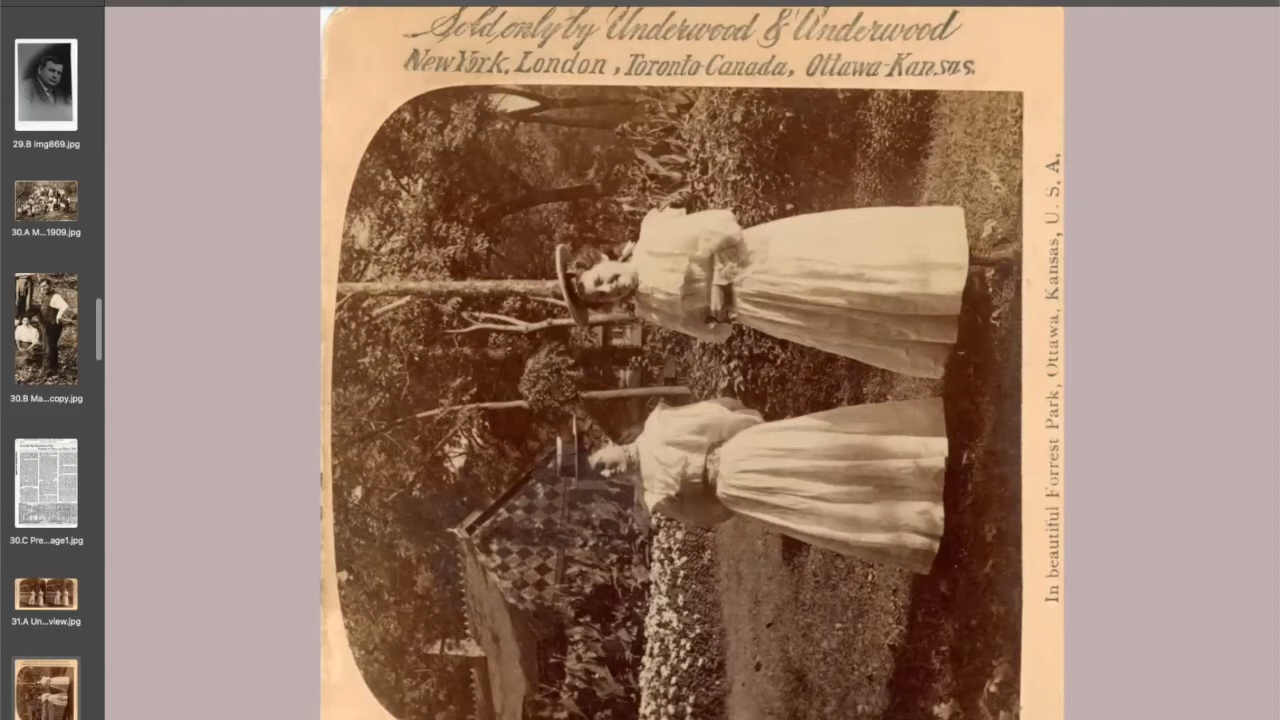 Sold only by Underwood & Underwood
New York, London, Toronto-Canada, Ottawa-Kansas.
In beautiful Forrest Park, Ottawa, Kansas, U. S. A.
29.B img869.jpg
30.A M...1909.jpg
30.B Ma...copy.jpg
30.C Pre...age1.jpg
31.A Un...view.jpg